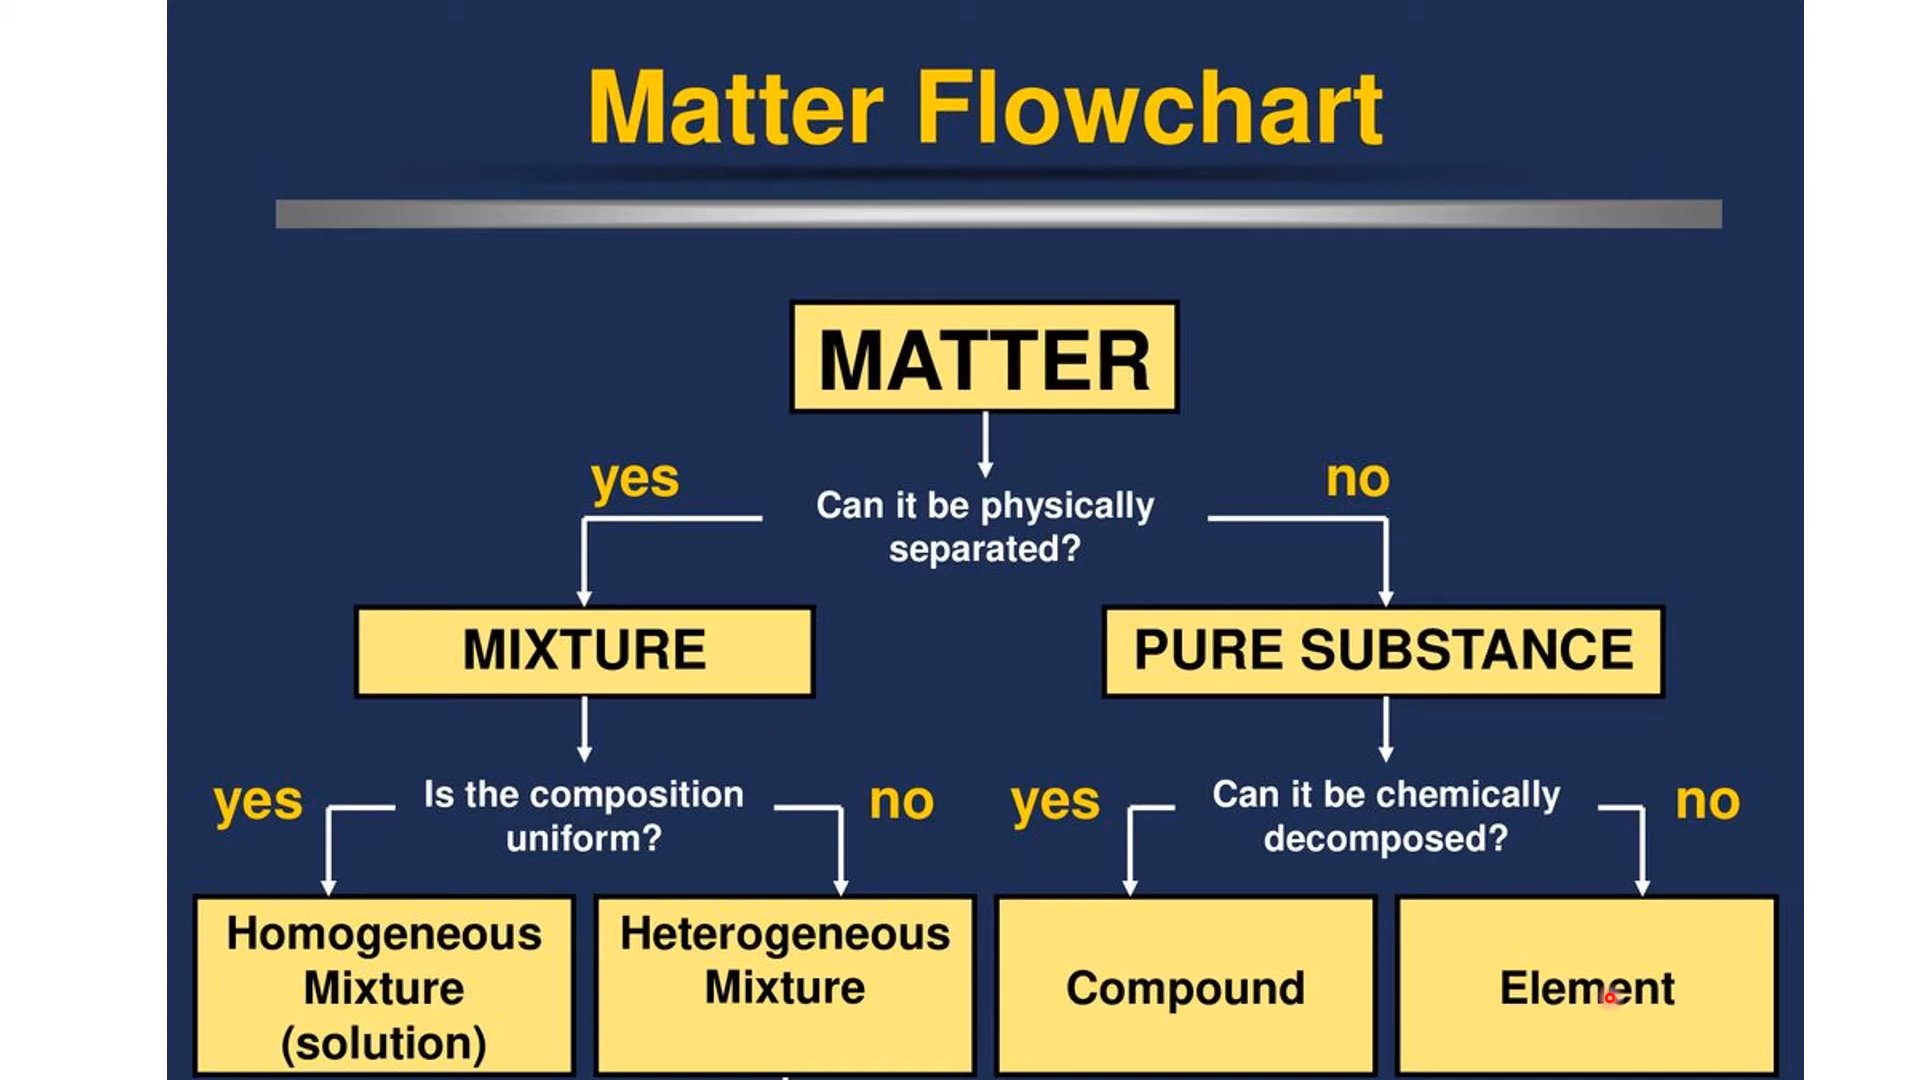 Matter Flowchart
MATTER
yes
no
Can it be physically
separated?
MIXTURE
PURE SUBSTANCE
yes
Is the composition
uniform?
no
yes
Can it be chemically
decomposed?
no
Homogeneous
Mixture
(solution)
Heterogeneous
Mixture
Compound
Element